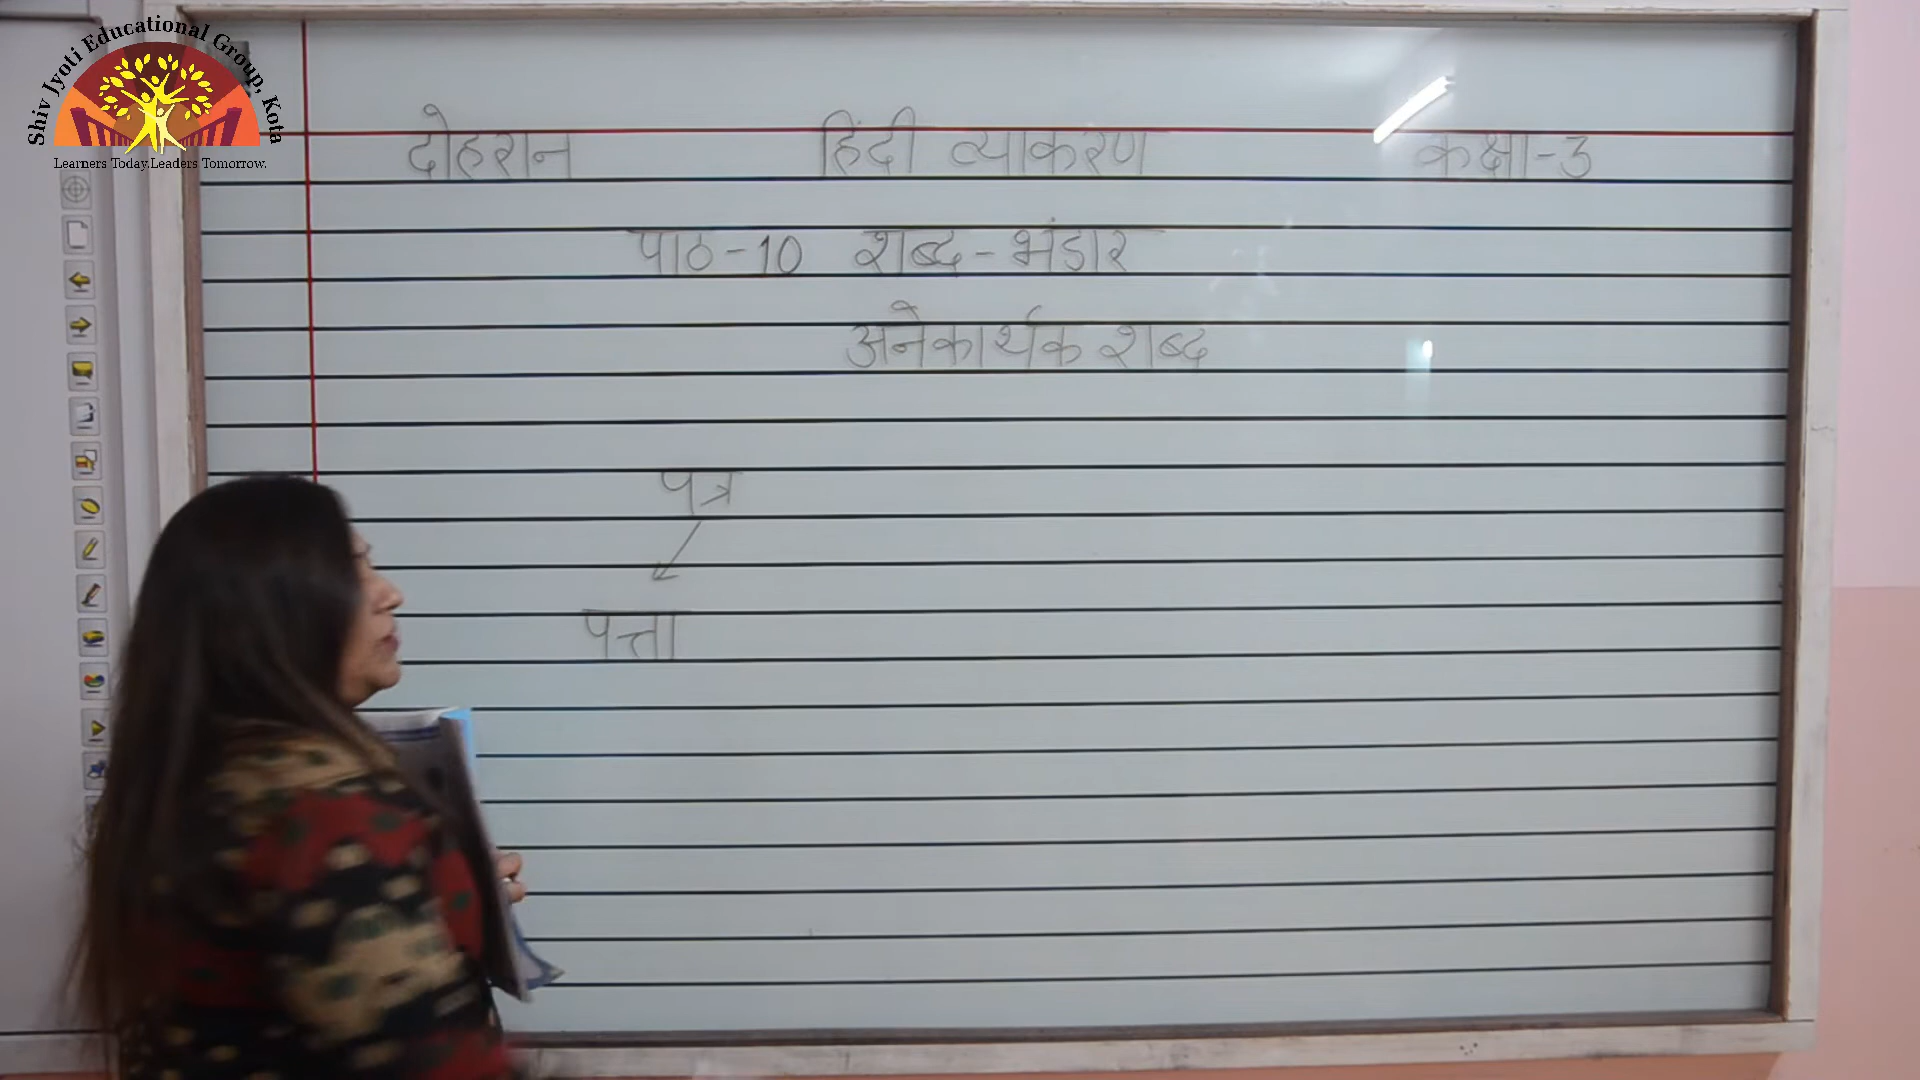 Shiv Jyoti Educational Group, Kota
Learners Today.Leaders Tomorrow.
दोहरान हिंदी व्याकरण कक्षा-3
पाठ-10 शब्द-भंडार
अनेकार्थक शब्द
पत्र
पत्ता